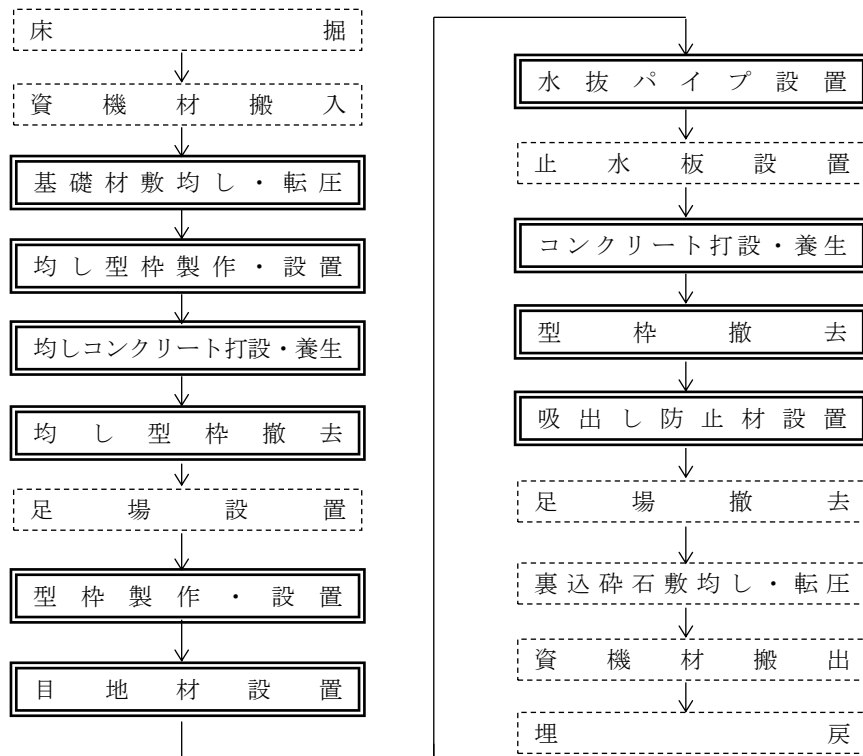 床掘
資機材搬入
基礎材敷均し・転圧
均し型枠製作・設置
均しコンクリート打設・養生
均し型枠撤去
足場設置
型枠製作・設置
目地材設置
水抜パイプ設置
止水板設置
コンクリート打設・養生
型枠撤去
吸出し防止材設置
足場撤去
裏込砕石敷均し・転圧
資機材搬出
埋戻